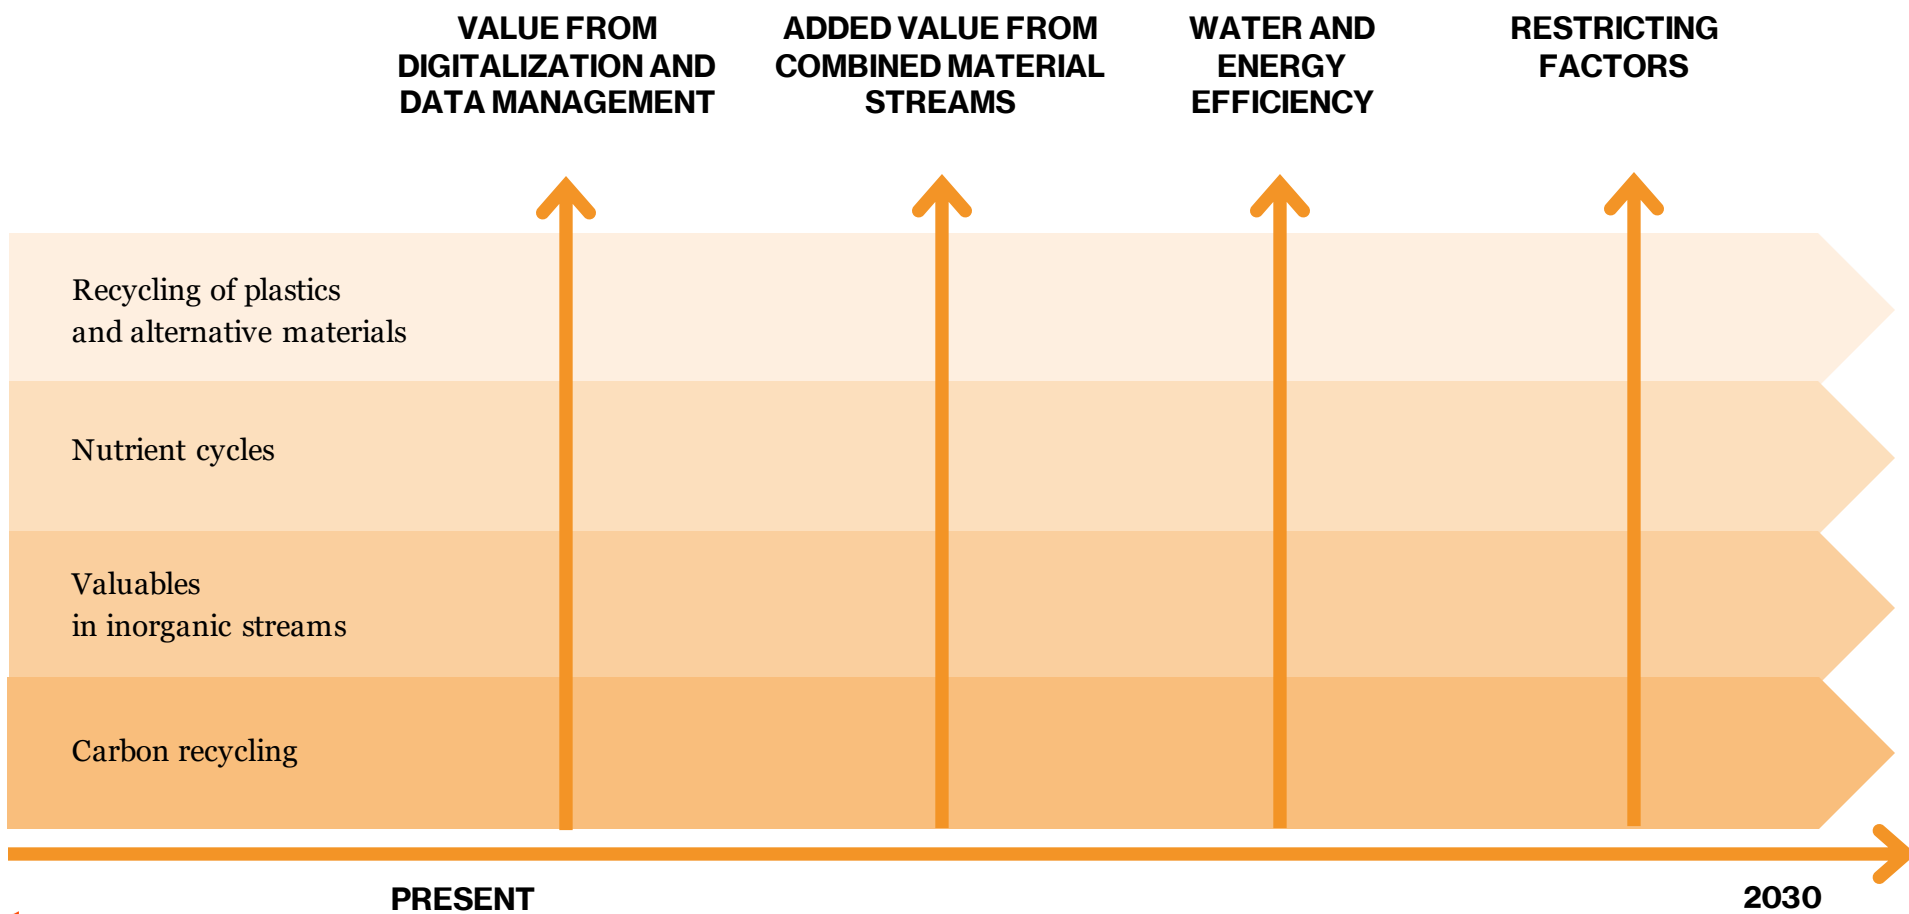 VALUE FROM
DIGITALIZATION AND
DATA MANAGEMENT
ADDED VALUE FROM
COMBINED MATERIAL
STREAMS
WATER AND
ENERGY
EFFICIENCY
RESTRICTING
FACTORS
Recycling of plastics
and alternative materials
Nutrient cycles
Valuables
in inorganic streams
Carbon recycling
PRESENT
2030